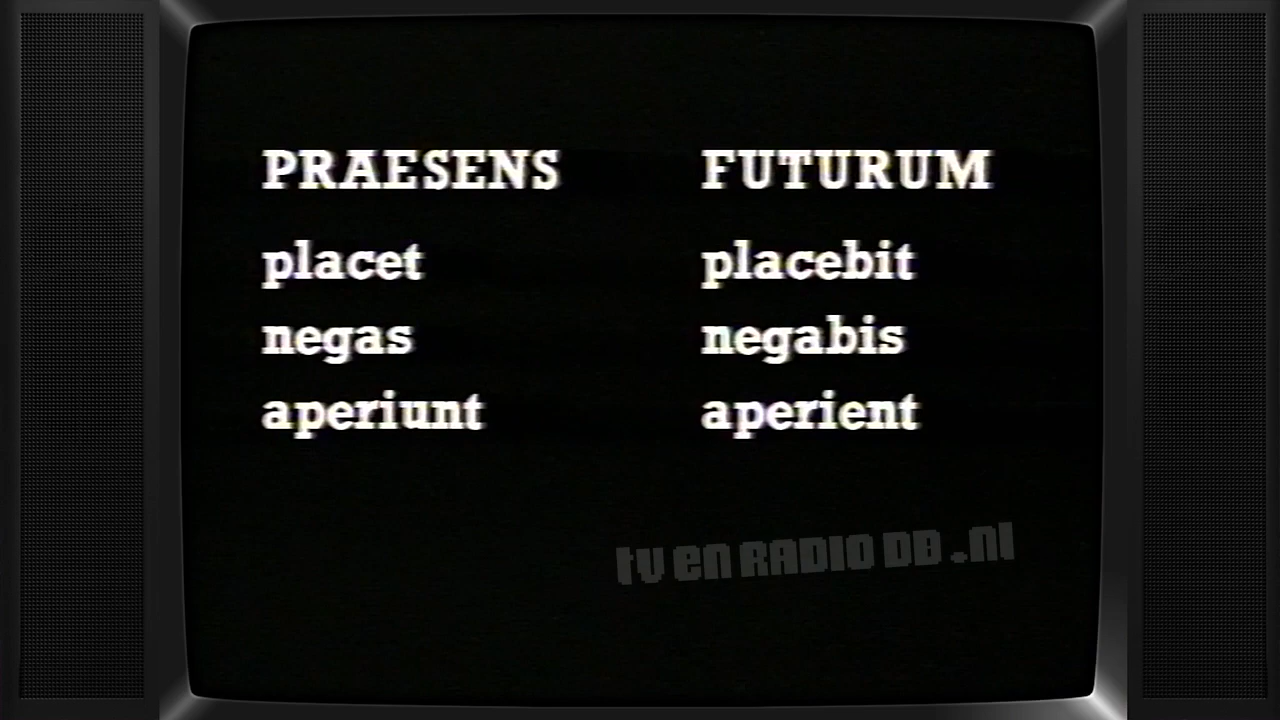 PRAESENS FUTURUM
placet placebit
negas negabis
aperiunt aperient
tv en RADIO DB .nl